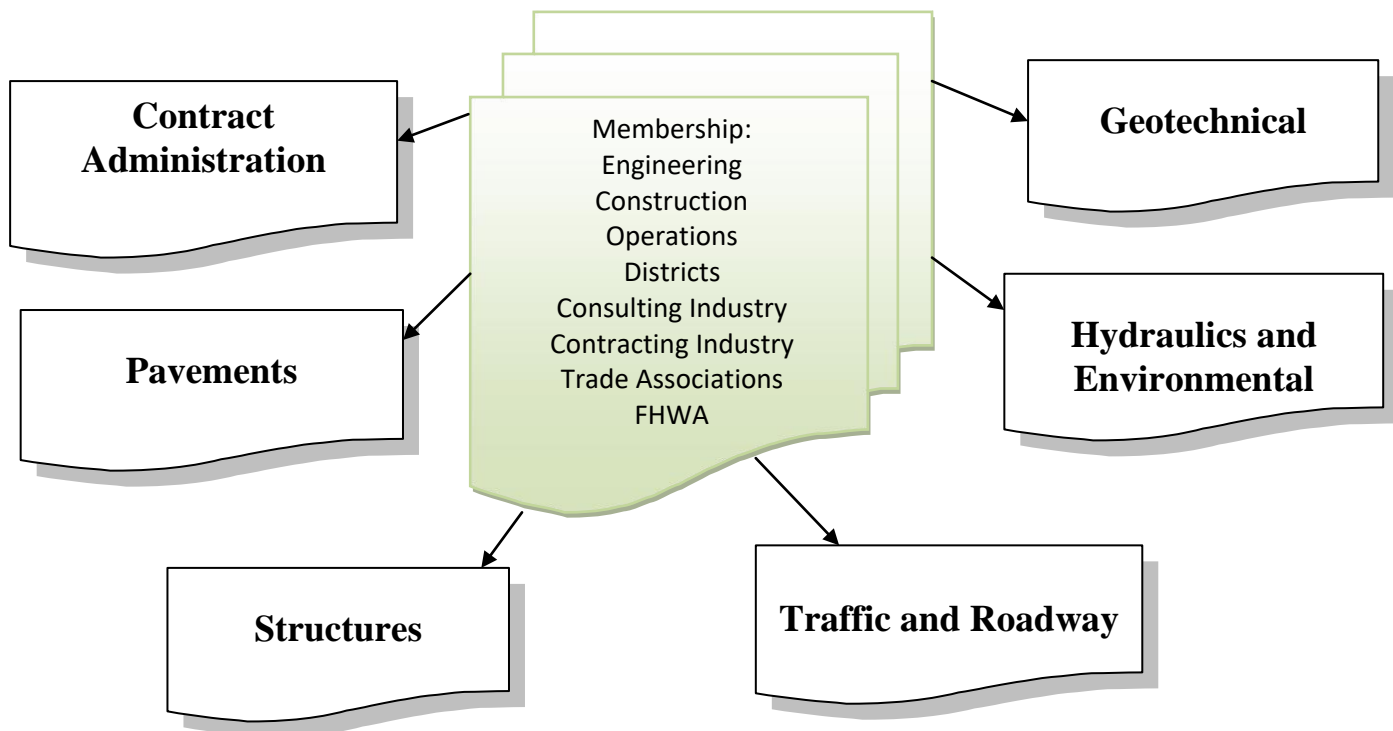 Contract
Administration
Membership:
Engineering
Construction
Operations
Districts
Consulting Industry
Contracting Industry
Trade Associations
FHWA
Geotechnical
Pavements
Hydraulics and
Environmental
Structures
Traffic and Roadway